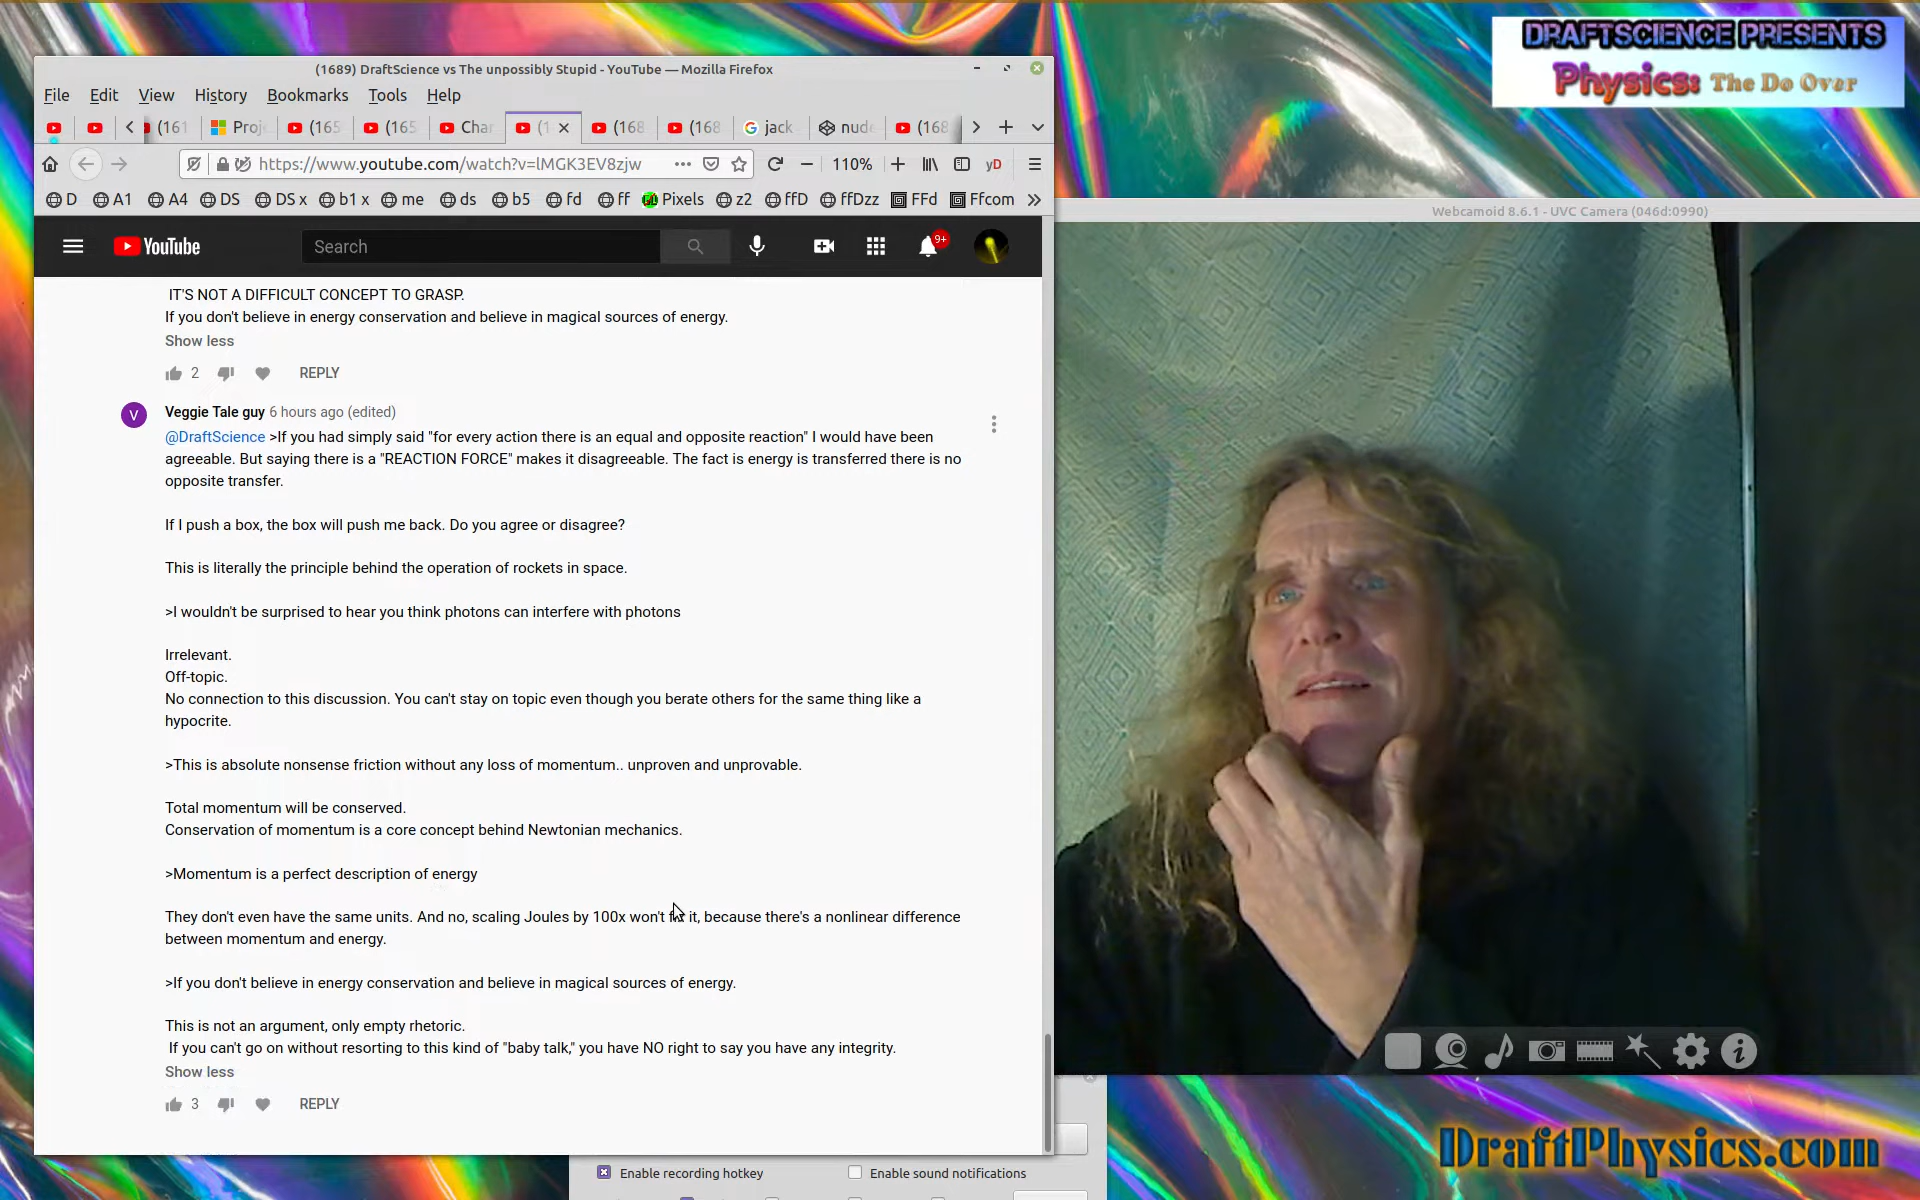 DRAFTSCIENCE PRESENTS
Physics: The Do Over
(1689) DraftScience vs The unpossibly Stupid - YouTube — Mozilla Firefox
File Edit View History Bookmarks Tools Help
(161 Proj (165 (165 Char (1 (168 (168 jack nude (168
https://www.youtube.com/watch?v=lMGK3EV8zjw 110% yD
D A1 A4 DS DS x b1 x me ds b5 fd ff Pixels z2 ffD ffDzz FFd Ffcom
Webcamoid 8.6.1 - UVC Camera (046d:0990)
YouTube Search 9+
IT'S NOT A DIFFICULT CONCEPT TO GRASP.
If you don't believe in energy conservation and believe in magical sources of energy.
Show less
2 REPLY
V Veggie Tale guy 6 hours ago (edited)
@DraftScience >If you had simply said "for every action there is an equal and opposite reaction" I would have been
agreeable. But saying there is a "REACTION FORCE" makes it disagreeable. The fact is energy is transferred there is no
opposite transfer.
If I push a box, the box will push me back. Do you agree or disagree?
This is literally the principle behind the operation of rockets in space.
>I wouldn't be surprised to hear you think photons can interfere with photons
Irrelevant.
Off-topic.
No connection to this discussion. You can't stay on topic even though you berate others for the same thing like a
hypocrite.
>This is absolute nonsense friction without any loss of momentum.. unproven and unprovable.
Total momentum will be conserved.
Conservation of momentum is a core concept behind Newtonian mechanics.
>Momentum is a perfect description of energy
They don't even have the same units. And no, scaling Joules by 100x won't it, because there's a nonlinear difference
between momentum and energy.
>If you don't believe in energy conservation and believe in magical sources of energy.
This is not an argument, only empty rhetoric.
If you can't go on without resorting to this kind of "baby talk," you have NO right to say you have any integrity.
Show less
3 REPLY
DraftPhysics.com
Enable recording hotkey Enable sound notifications